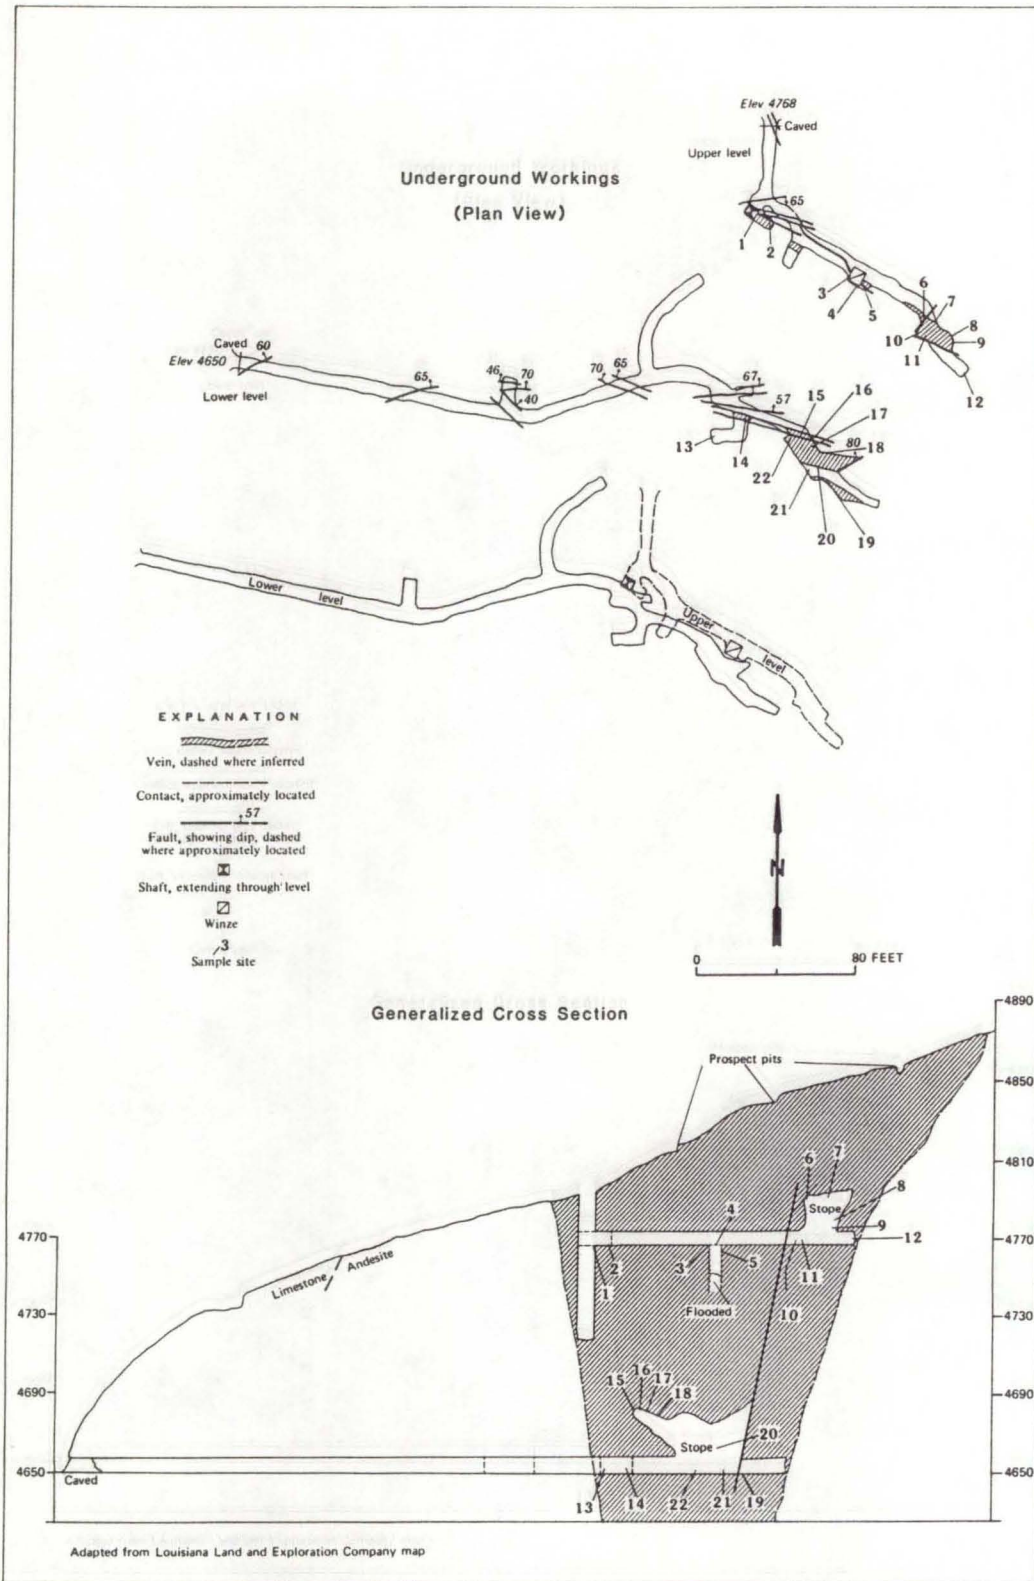 Elev 4768
Caved
Upper level
Underground Workings
(Plan View)
65
1
2
3
4
5
6
7
8
9
10
11
12
Caved
60
Elev 4650
Lower level
65
46
70
40
70
65
67
57
15
16
17
80
18
13
14
22
21
20
19
Lower level
Upper level
EXPLANATION
Vein, dashed where inferred
Contact, approximately located
57
Fault, showing dip, dashed
where approximately located
Shaft, extending through level
Winze
3
Sample site
N
0 80 FEET
Generalized Cross Section
4890
4850
4810
4770
4730
4690
4650
Prospect pits
6
7
Stope
8
9
12
4
2
3
5
11
1
Flooded
10
Limestone
Andesite
4770
4730
4690
4650
15
16
17
18
Stope
20
Caved
13
14
22
21
19
Adapted from Louisiana Land and Exploration Company map